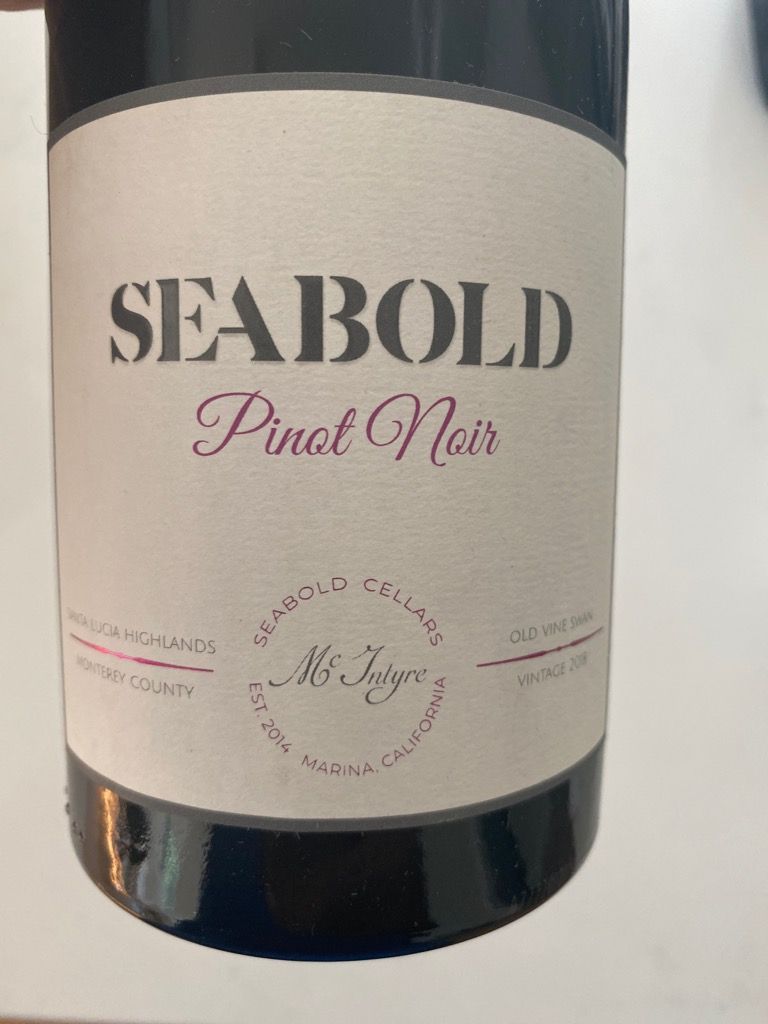 SEABOLD
Pinot Noir
SEABOLD CELLARS
McIntyre
EST. 2014 MARINA, CALIFORNIA
SANTA LUCIA HIGHLANDS
MONTEREY COUNTY
OLD VINE SWAN
VINTAGE 2018